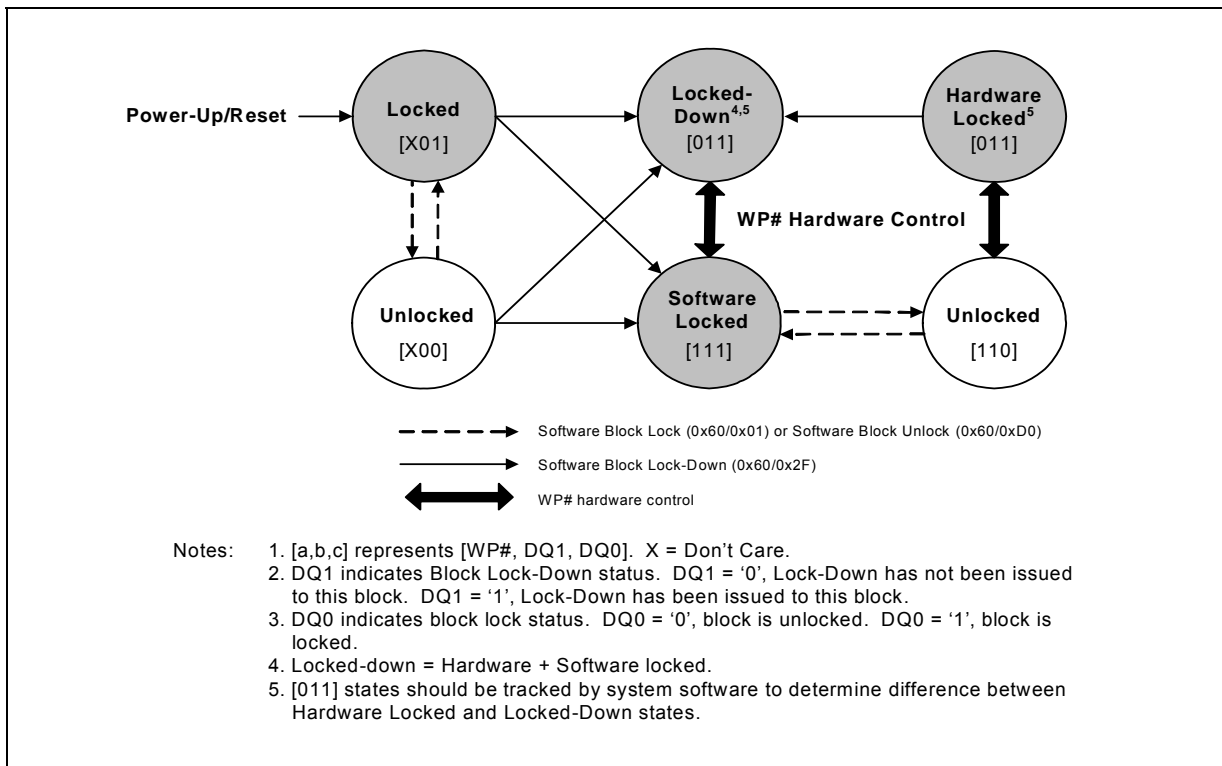 Power-Up/Reset
Locked
[X01]
Locked-
Down4,5
[011]
Hardware
Locked5
[011]
WP# Hardware Control
Unlocked
[X00]
Software
Locked
[111]
Unlocked
[110]
Software Block Lock (0x60/0x01) or Software Block Unlock (0x60/0xD0)
Software Block Lock-Down (0x60/0x2F)
WP# hardware control
Notes: 1. [a,b,c] represents [WP#, DQ1, DQ0]. X = Don't Care.
2. DQ1 indicates Block Lock-Down status. DQ1 = ‘0’, Lock-Down has not been issued
to this block. DQ1 = ‘1’, Lock-Down has been issued to this block.
3. DQ0 indicates block lock status. DQ0 = ‘0’, block is unlocked. DQ0 = ‘1’, block is
locked.
4. Locked-down = Hardware + Software locked.
5. [011] states should be tracked by system software to determine difference between
Hardware Locked and Locked-Down states.